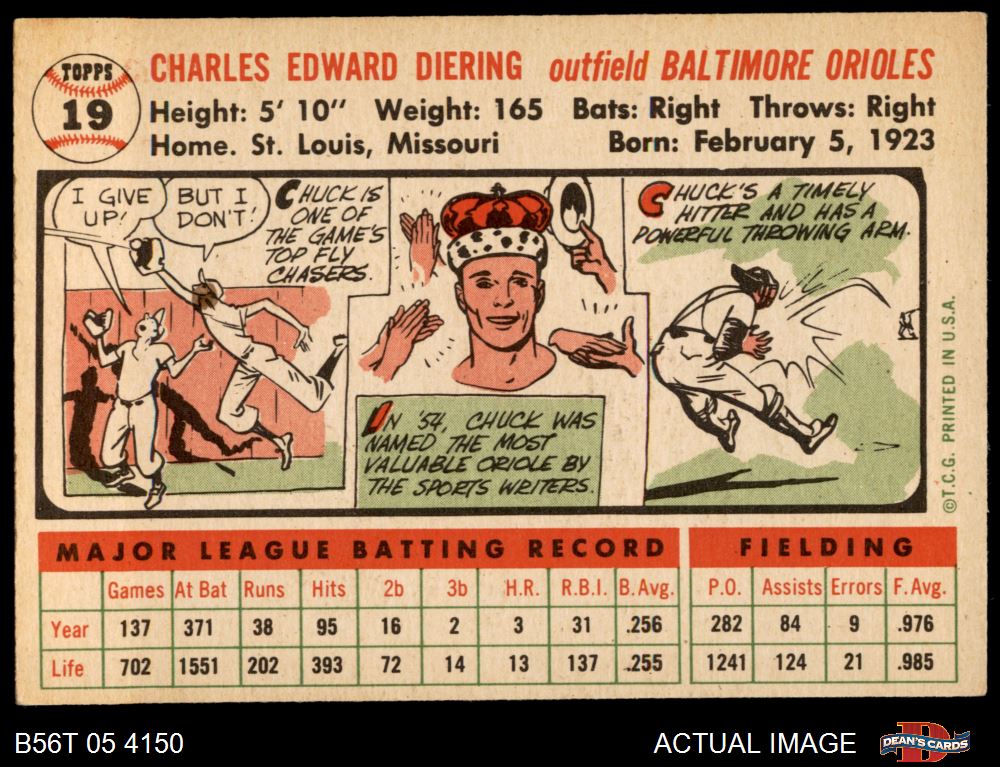 TOPPS
19
CHARLES EDWARD DIERING outfield BALTIMORE ORIOLES
Height: 5' 10" Weight: 165 Bats: Right Throws: Right
Home. St. Louis, Missouri Born: February 5, 1923
I GIVE
UP!
BUT I
DON'T!
CHUCK IS
ONE OF
THE GAME'S
TOP FLY
CHASERS.
IN '54, CHUCK WAS
NAMED THE MOST
VALUABLE ORIOLE BY
THE SPORTS WRITERS.
CHUCK'S A TIMELY
HITTER AND HAS A
POWERFUL THROWING ARM.
©T.C.G. PRINTED IN U.S.A.
MAJOR LEAGUE BATTING RECORD FIELDING
Games At Bat Runs Hits 2b 3b H.R. R.B.I. B. Avg. P.O. Assists Errors F. Avg.
Year 137 371 38 95 16 2 3 31 .256 282 84 9 .976
Life 702 1551 202 393 72 14 13 137 .255 1241 124 21 .985
B56T 05 4150 ACTUAL IMAGE DEAN'S CARDS